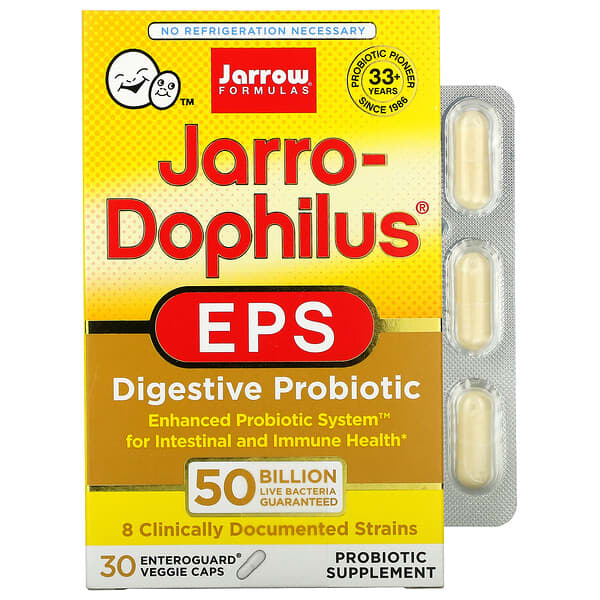 NO REFRIGERATION NECESSARY
Jarrow
FORMULAS®
PROBIOTIC PIONEER
33+
YEARS
SINCE 1986
™
Jarro-
Dophilus®
EPS
Digestive Probiotic
Enhanced Probiotic System™
for Intestinal and Immune Health*
50 BILLION
LIVE BACTERIA
GUARANTEED
8 Clinically Documented Strains
30 ENTEROGUARD®
VEGGIE CAPS
PROBIOTIC
SUPPLEMENT